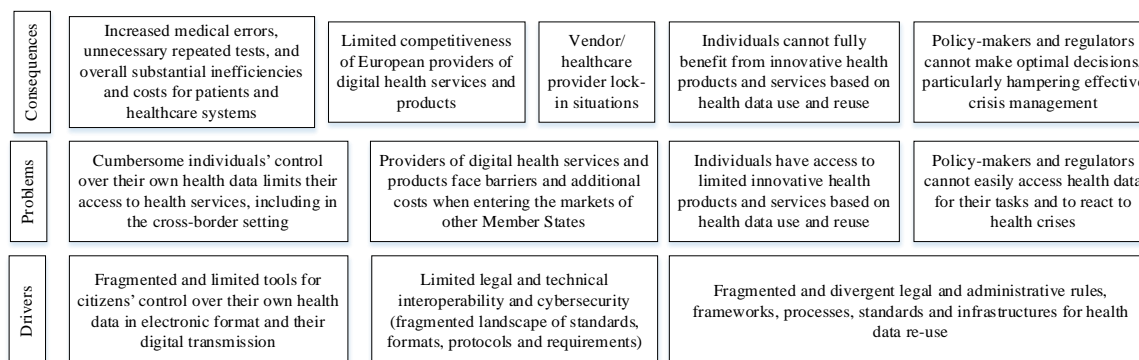 Consequences
Increased medical errors,
unnecessary repeated tests, and
overall substantial inefficiencies
and costs for patients and
healthcare systems
Limited competitiveness
of European providers of
digital health services and
products
Vendor/
healthcare
provider lock-
in situations
Individuals cannot fully
benefit from innovative health
products and services based on
health data use and reuse
Policy-makers and regulators
cannot make optimal decisions,
particularly hampering effective
crisis management
Problems
Cumbersome individuals’ control
over their own health data limits their
access to health services, including in
the cross-border setting
Providers of digital health services and
products face barriers and additional
costs when entering the markets of
other Member States
Individuals have access to
limited innovative health
products and services based on
health data use and reuse
Policy-makers and regulators
cannot easily access health data
for their tasks and to react to
health crises
Drivers
Fragmented and limited tools for
citizens’ control over their own health
data in electronic format and their
digital transmission
Limited legal and technical
interoperability and cybersecurity
(fragmented landscape of standards,
formats, protocols and requirements)
Fragmented and divergent legal and administrative rules,
frameworks, processes, standards and infrastructures for health
data re-use